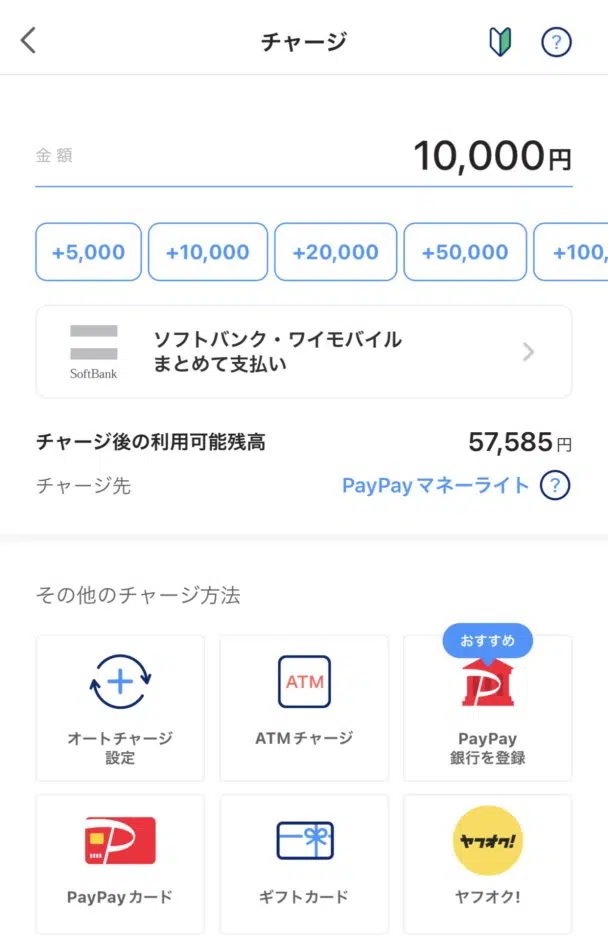 チャージ
?
金額
10,000円
+5,000
+10,000
+20,000
+50,000
+100,
SoftBank
ソフトバンク・ワイモバイル
まとめて支払い
チャージ後の利用可能残高
57,585円
チャージ先
PayPayマネーライト
?
その他のチャージ方法
オートチャージ
設定
ATM
ATMチャージ
おすすめ
PayPay
銀行を登録
PayPayカード
ギフトカード
ヤフオク!
ヤフオク!